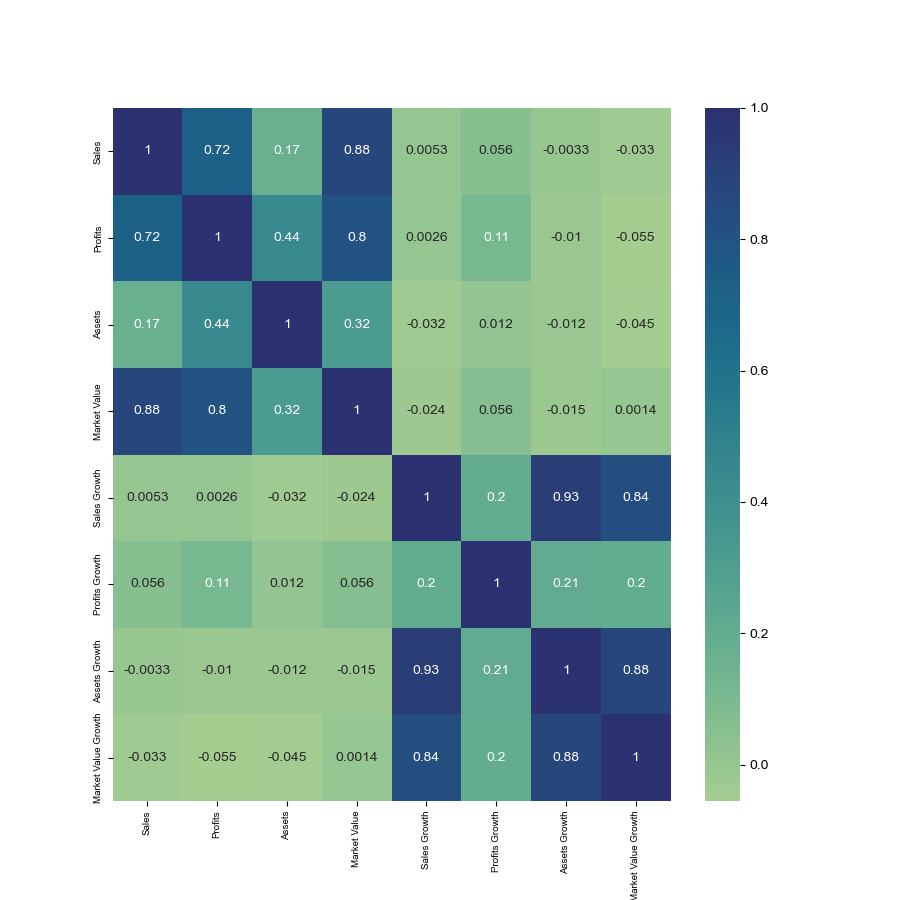 Sales 1 0.72 0.17 0.88 0.0053 0.056 -0.0033 -0.033
Profits 0.72 1 0.44 0.8 0.0026 0.11 -0.01 -0.055
Assets 0.17 0.44 1 0.32 -0.032 0.012 -0.012 -0.045
Market Value 0.88 0.8 0.32 1 -0.024 0.056 -0.015 0.0014
Sales Growth 0.0053 0.0026 -0.032 -0.024 1 0.2 0.93 0.84
Profits Growth 0.056 0.11 0.012 0.056 0.2 1 0.21 0.2
Assets Growth -0.0033 -0.01 -0.012 -0.015 0.93 0.21 1 0.88
Market Value Growth -0.033 -0.055 -0.045 0.0014 0.84 0.2 0.88 1
Sales
Profits
Assets
Market Value
Sales Growth
Profits Growth
Assets Growth
Market Value Growth
1.0
0.8
0.6
0.4
0.2
0.0